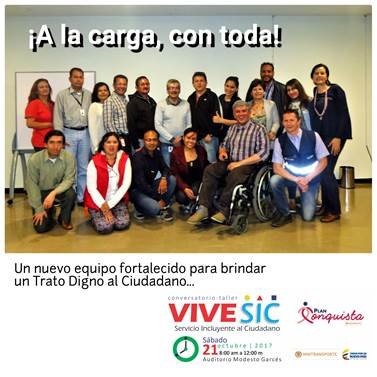 ¡A la carga, con toda!
Un nuevo equipo fortalecido para brindar
un Trato Digno al Ciudadano...
conversatorio-taller
VIVE SIC
Servicio Incluyente al Ciudadano
Sábado
21 octubre | 2017
8:00 am a 12:00 m
Auditorio Modesto Garcés
PLAN
Conquista
MINTRANSPORTE